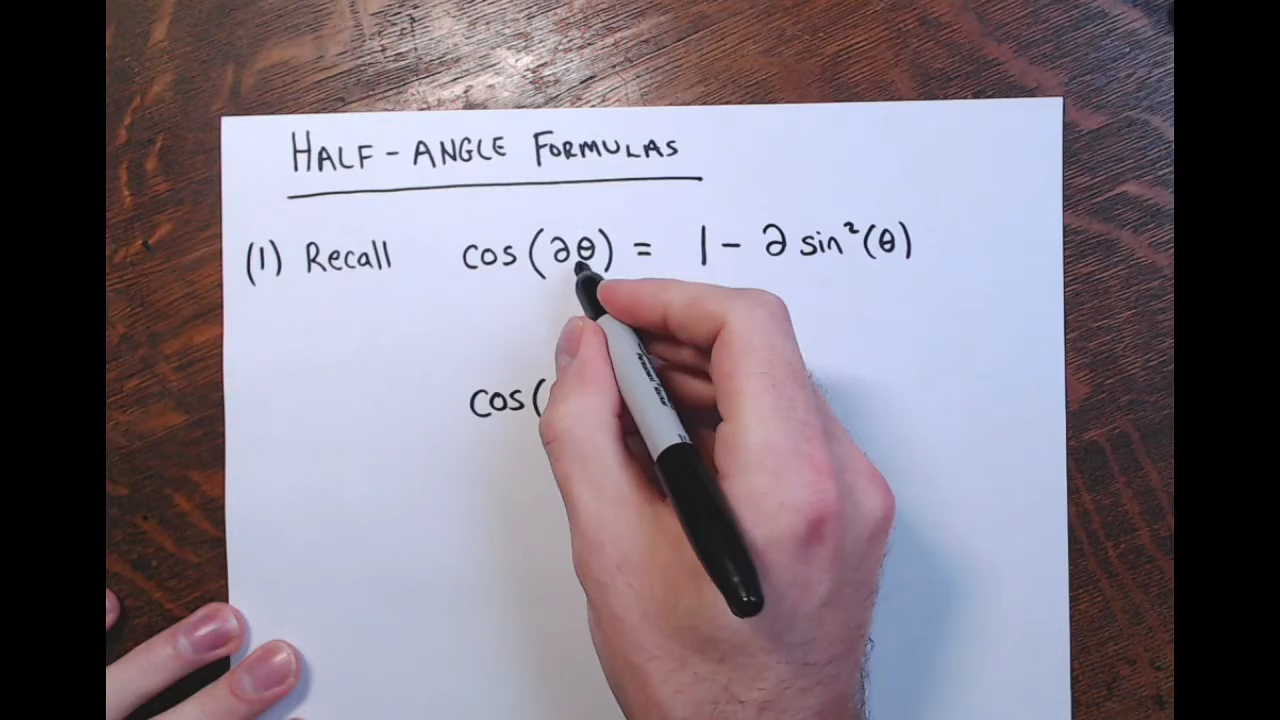 HALF-ANGLE FORMULAS
(1) Recall cos(2θ) = 1 - 2 sin²(θ)
cos(